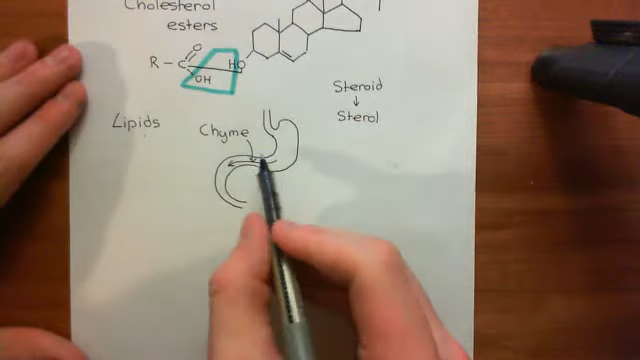 Cholesterol
esters
O
R - C
OH
HO
Steroid
↓
Sterol
Lipids
Chyme